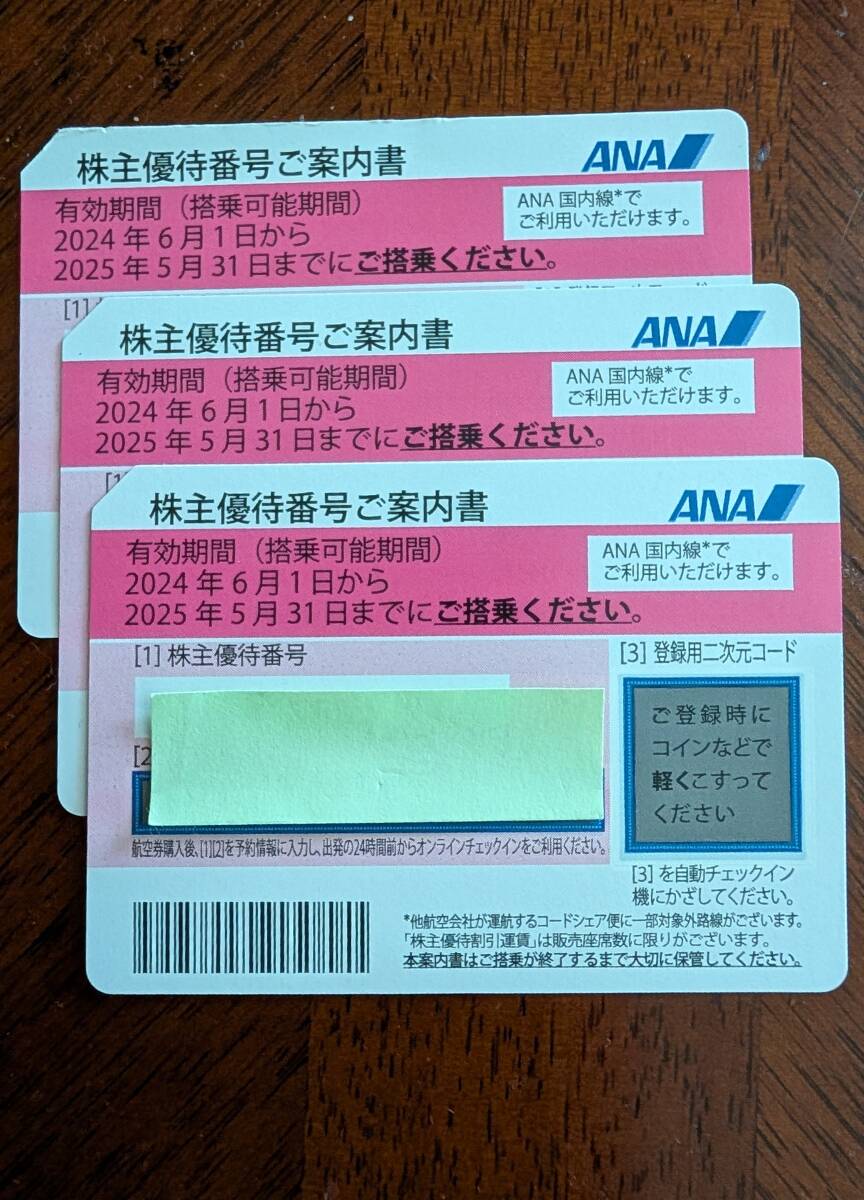 株主優待番号ご案内書
ANA
有効期間（搭乗可能期間）
2024年6月1日から
2025年5月31日までにご搭乗ください。
ANA 国内線*で
ご利用いただけます。
[1]
株主優待番号ご案内書
ANA
有効期間（搭乗可能期間）
2024年6月1日から
2025年5月31日までにご搭乗ください。
ANA 国内線*で
ご利用いただけます。
株主優待番号ご案内書
ANA
有効期間（搭乗可能期間）
2024年6月1日から
2025年5月31日までにご搭乗ください。
ANA 国内線*で
ご利用いただけます。
[1] 株主優待番号
[2
航空券購入後、[1][2]を予約情報に入力し、出発の24時間前からオンラインチェックインをご利用ください。
[3] 登録用二次元コード
ご登録時に
コインなどで
軽くこすって
ください
[3] を自動チェックイン
機にかざしてください。
*他航空会社が運航するコードシェア便に一部対象外路線がございます。
「株主優待割引運賃」は販売座席数に限りがございます。
本案内書はご搭乗が終了するまで大切に保管してください。